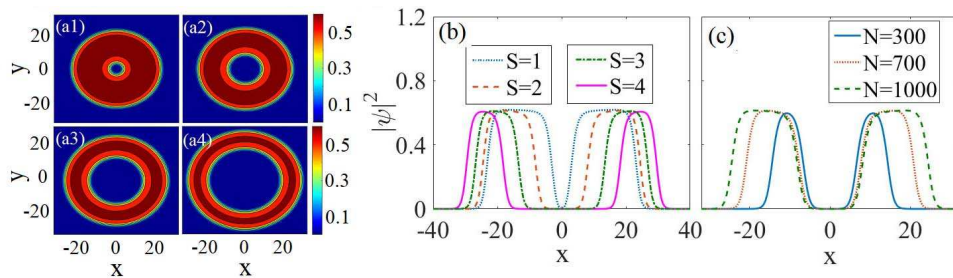 (a1) (a2)
y 20 0 -20
0.5 0.3 0.1
(a3) (a4)
y 20 0 -20
0.5 0.3 0.1
-20 0 20 -20 0 20
x x
(b)
|ψ|²
1.2 0.8 0.4 0
S=1 S=3
S=2 S=4
-40 -20 0 20 40
x
(c)
N=300
N=700
N=1000
-20 0 20
x